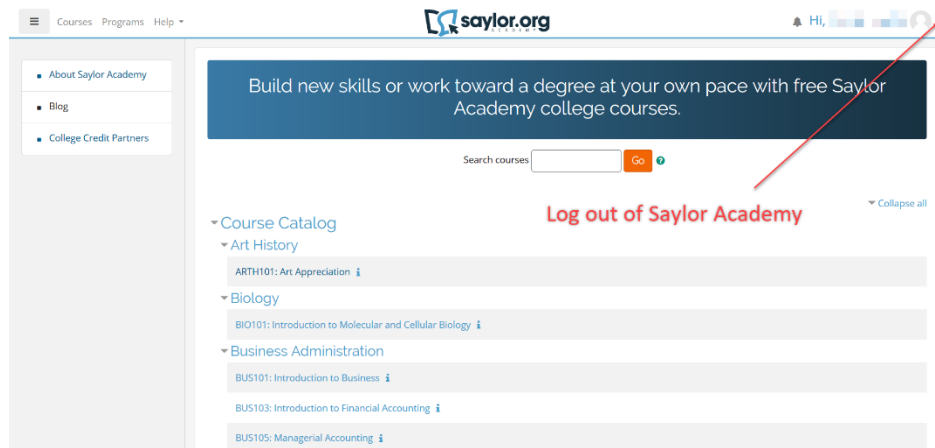 Courses Programs Help
saylor.org
ACADEMY
Hi,
About Saylor Academy
Blog
College Credit Partners
Build new skills or work toward a degree at your own pace with free Saylor
Academy college courses.
Search courses
Go
Log out of Saylor Academy
Collapse all
Course Catalog
Art History
ARTH101: Art Appreciation
Biology
BIO101: Introduction to Molecular and Cellular Biology
Business Administration
BUS101: Introduction to Business
BUS103: Introduction to Financial Accounting
BUS105: Managerial Accounting